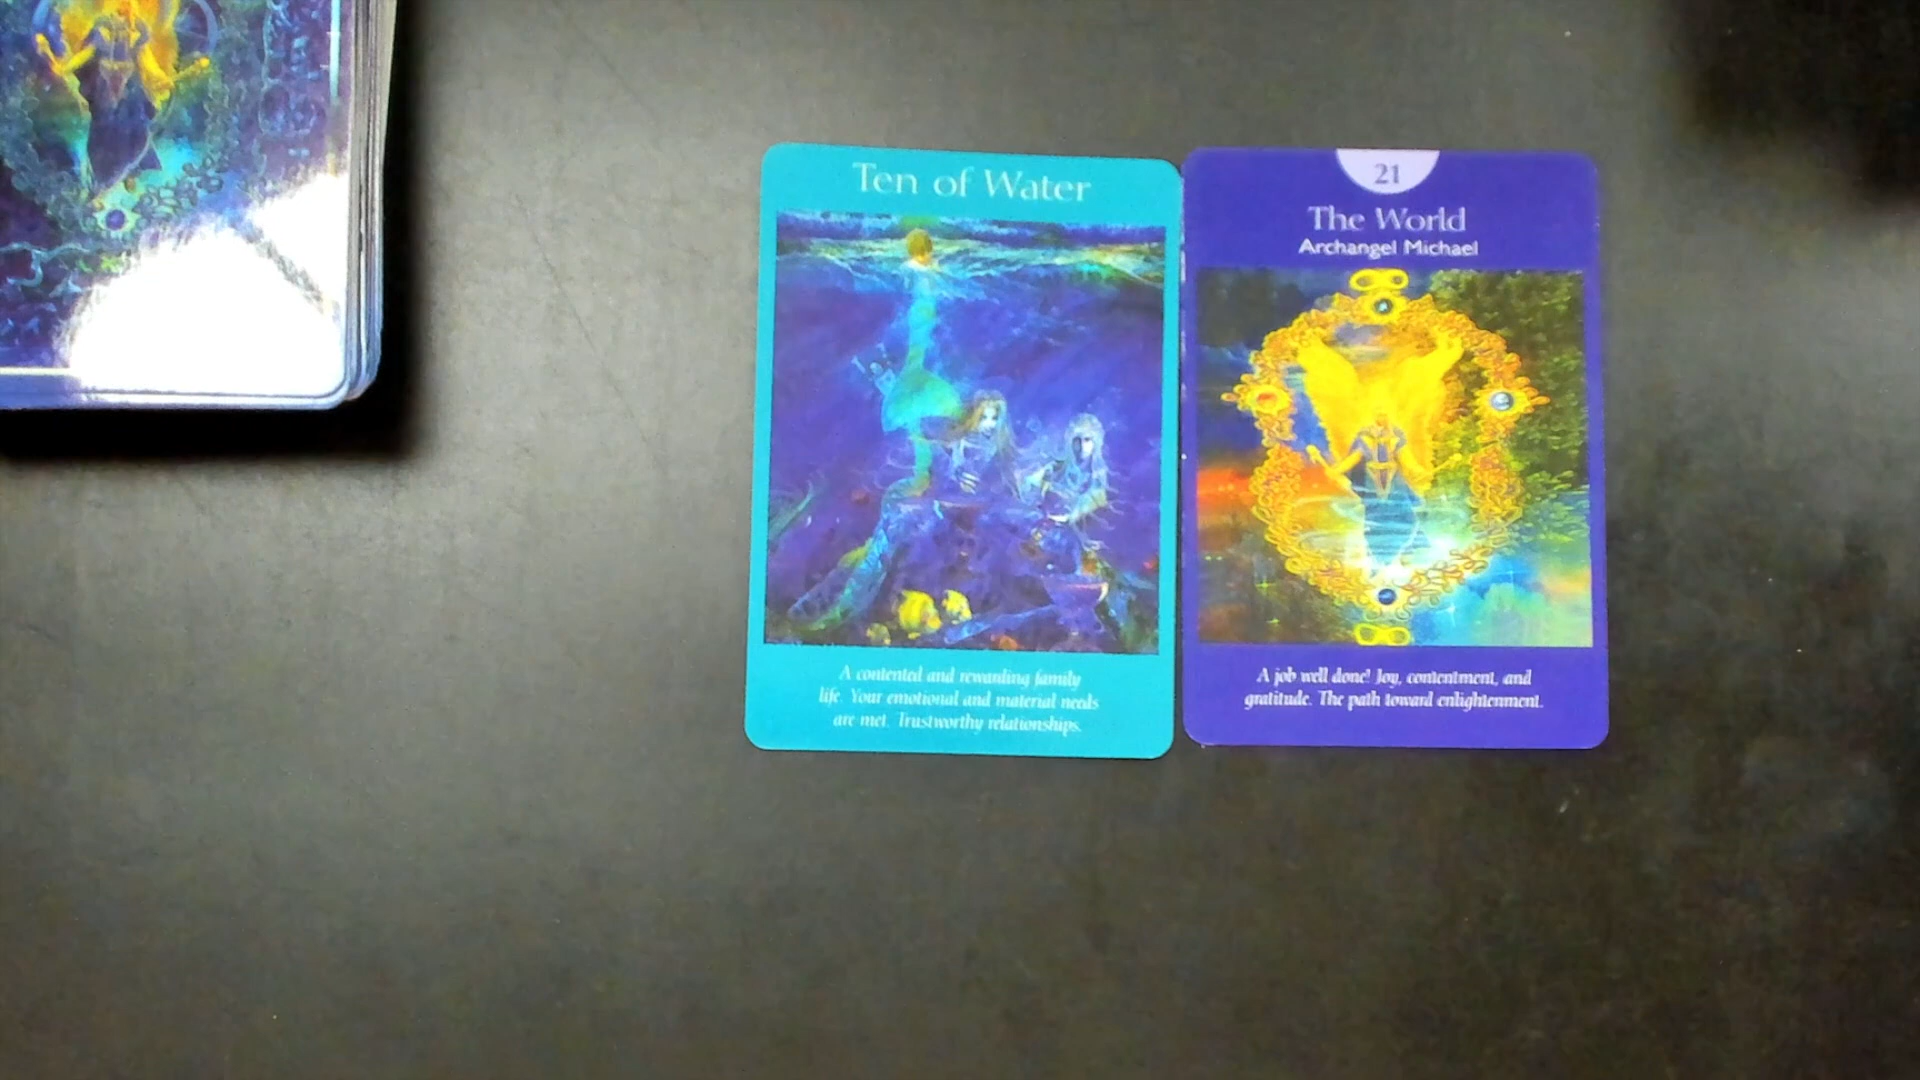 Ten of Water
A contented and rewarding family
life. Your emotional and material needs
are met. Trustworthy relationships.
21
The World
Archangel Michael
A job well done! Joy, contentment, and
gratitude. The path toward enlightenment.